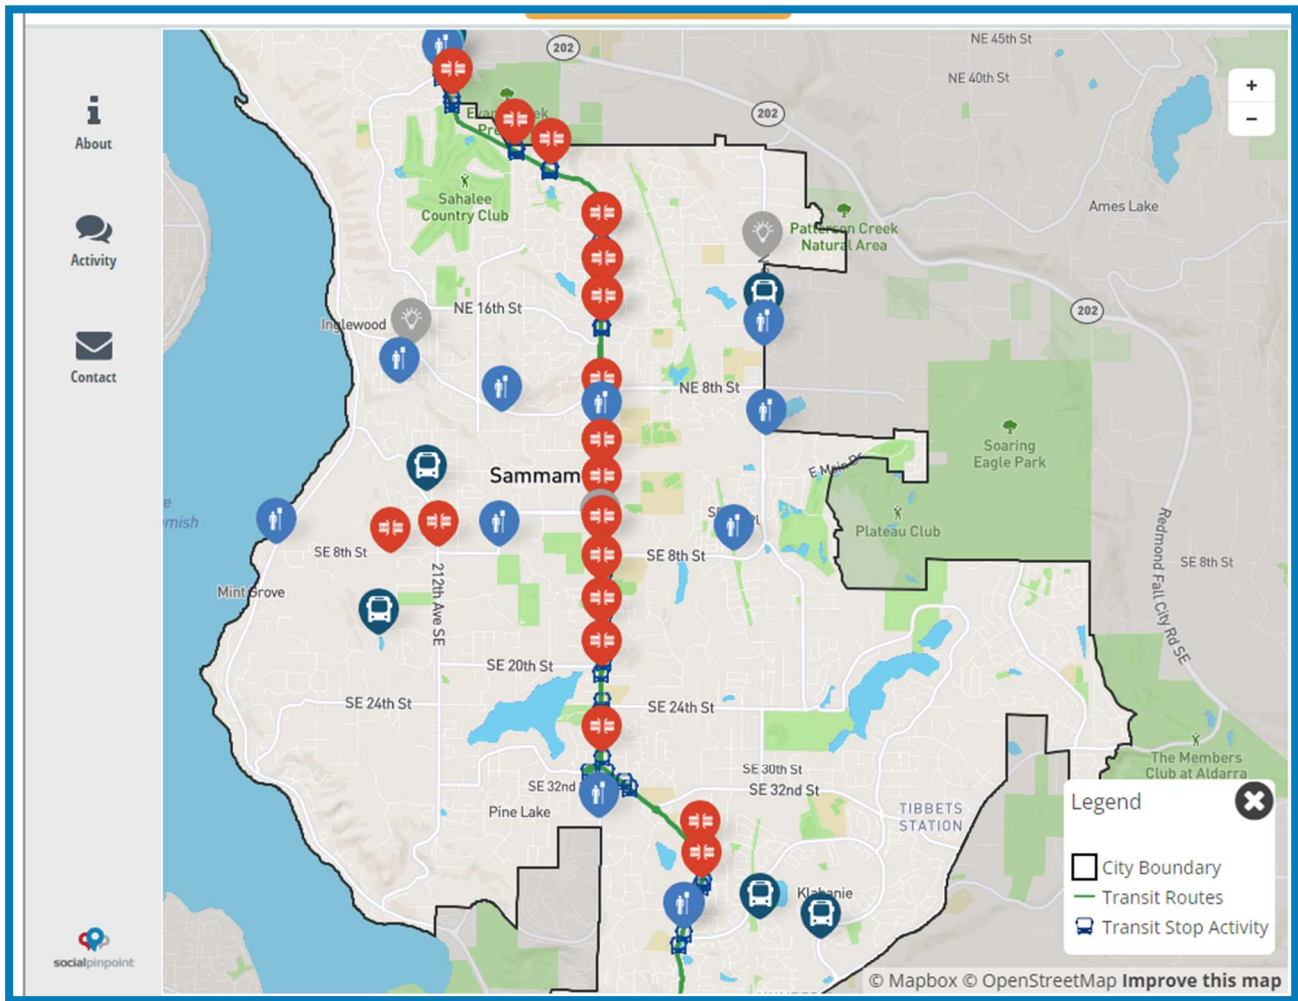 About
Activity
Contact
socialpinpoint
202
NE 45th St
NE 40th St
202
Sahalee
Country Club
Ames Lake
Patterson Creek
Natural Area
NE 16th St
Inglewood
202
NE 8th St
Soaring
Eagle Park
E Main Dr
Sammam
Plateau Club
SE 8th St
SE 8th St
SE 8th St
Redmond Fall City Rd SE
Mint Grove
212th Ave SE
SE 20th St
SE 24th St
SE 24th St
SE 30th St
SE 32nd
SE 32nd St
Pine Lake
The Members
Club at Aldarra
TIBBETS
STATION
Klahanie
Legend
City Boundary
Transit Routes
Transit Stop Activity
© Mapbox © OpenStreetMap Improve this map